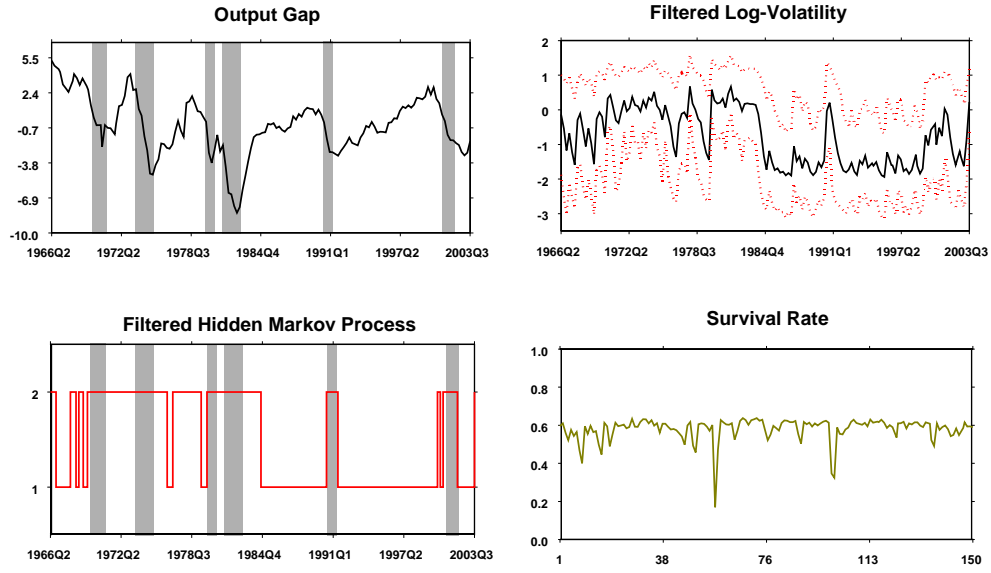 Output Gap
5.5
2.4
-0.7
-3.8
-6.9
-10.0
1966Q2 1972Q2 1978Q3 1984Q4 1991Q1 1997Q2 2003Q3
Filtered Log-Volatility
2
1
0
-1
-2
-3
1966Q2 1972Q2 1978Q3 1984Q4 1991Q1 1997Q2 2003Q3
Filtered Hidden Markov Process
2
1
1966Q2 1972Q2 1978Q3 1984Q4 1991Q1 1997Q2 2003Q3
Survival Rate
1.0
0.8
0.6
0.4
0.2
0.0
1 38 76 113 150